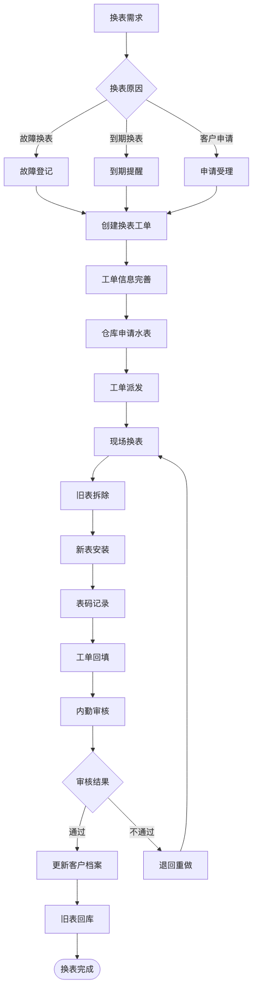 换表需求
换表原因
故障换表
到期换表
客户申请
故障登记
到期提醒
申请受理
创建换表工单
工单信息完善
仓库申请水表
工单派发
现场换表
旧表拆除
新表安装
表码记录
工单回填
内勤审核
审核结果
通过
不通过
更新客户档案
退回重做
旧表回库
换表完成